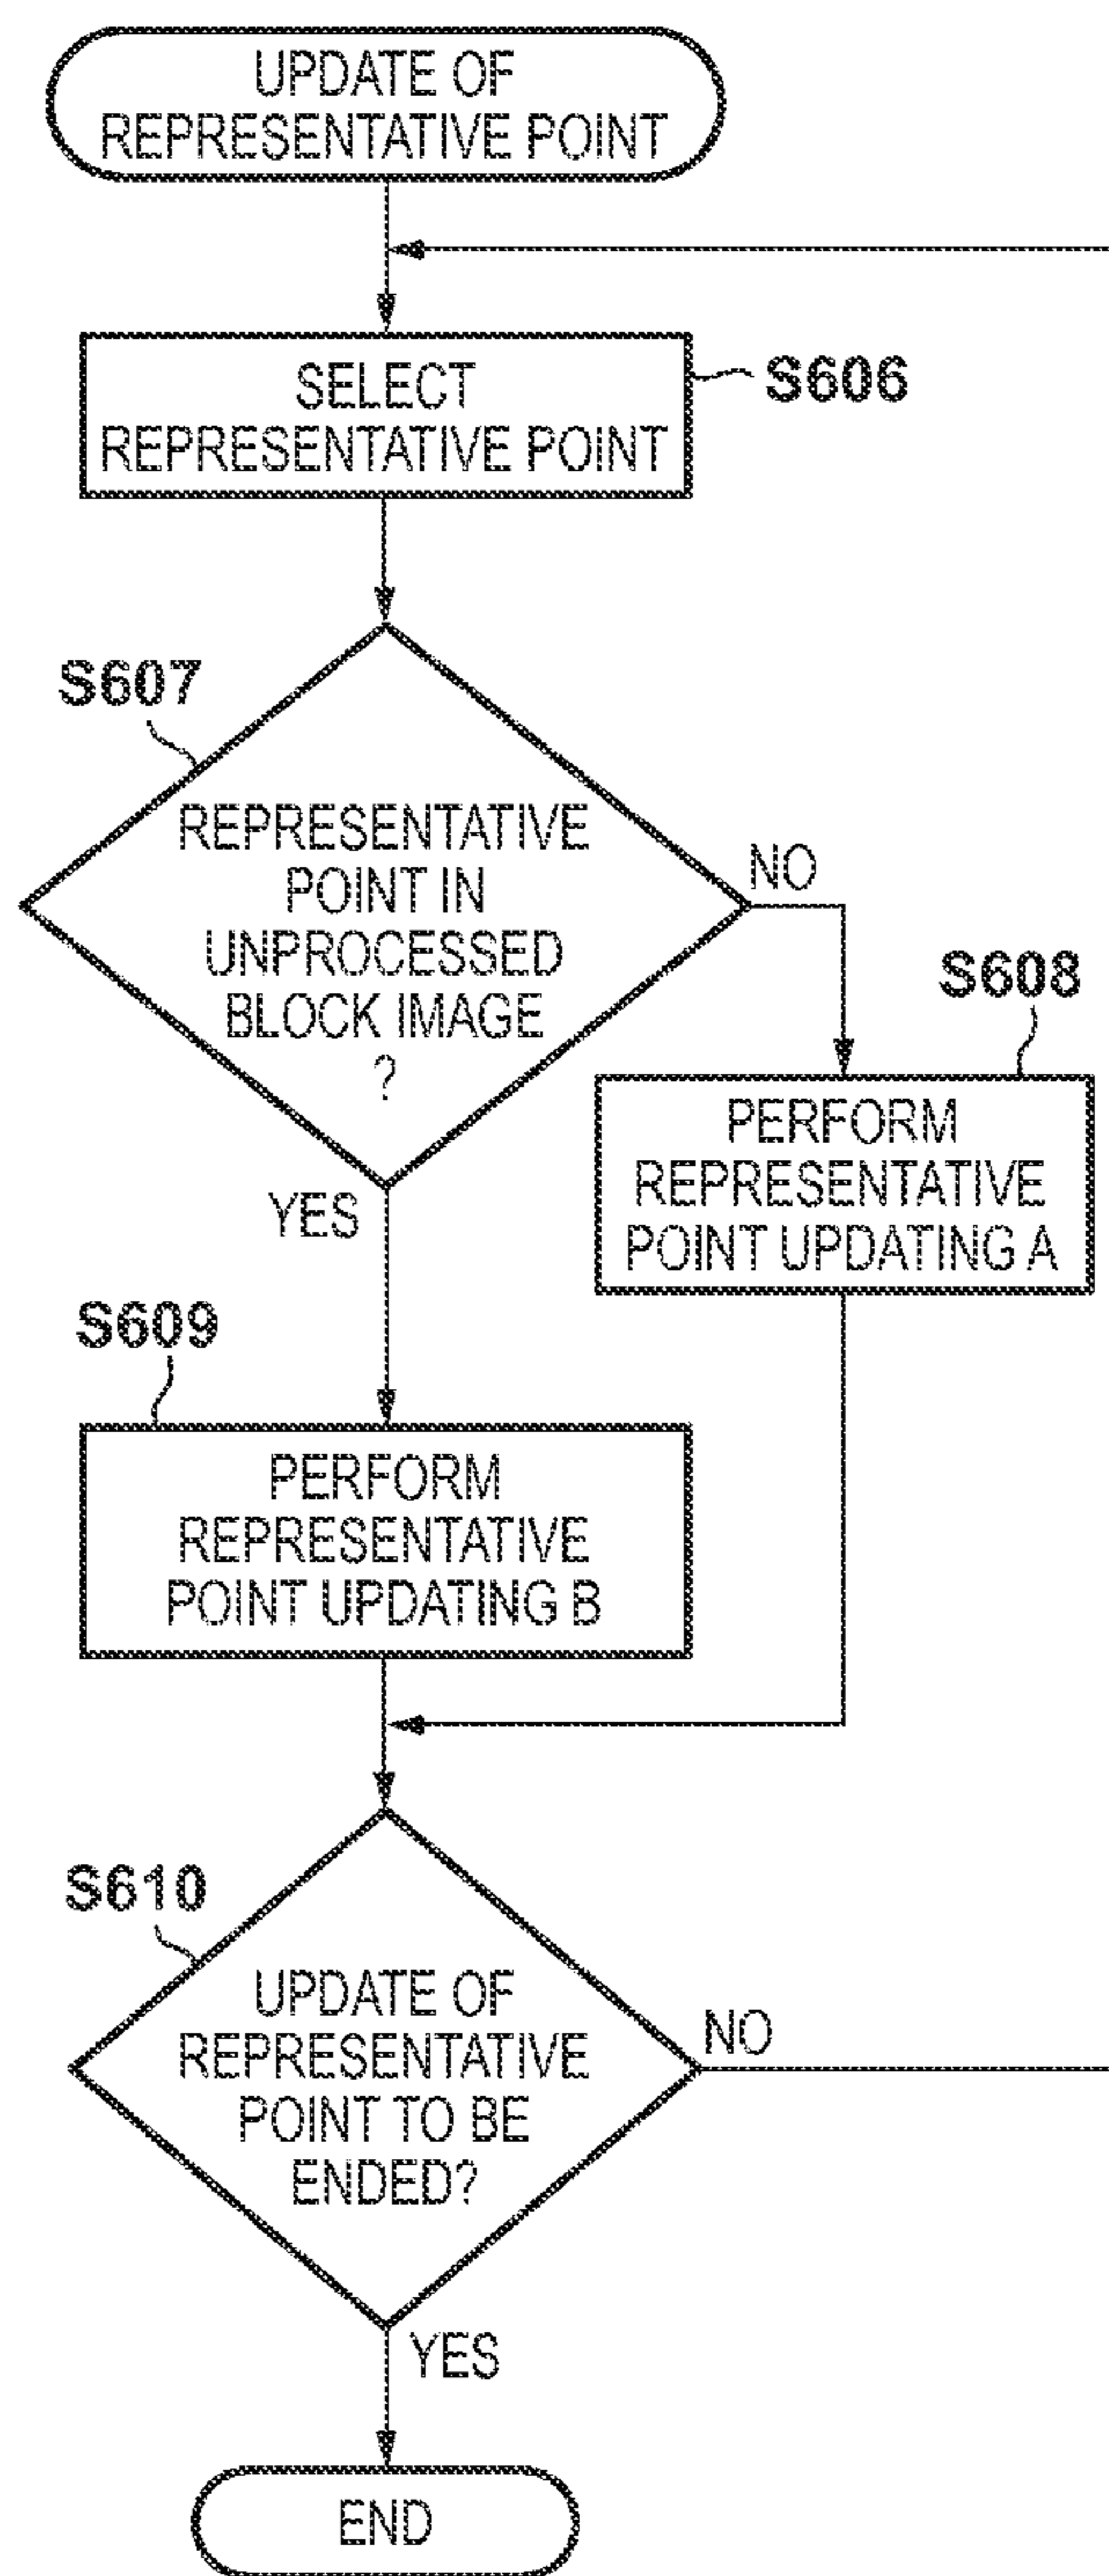 UPDATE OF
REPRESENTATIVE POINT
SELECT
REPRESENTATIVE POINT
S606
S607
REPRESENTATIVE
POINT IN
UNPROCESSED
BLOCK IMAGE
?
NO
YES
S608
PERFORM
REPRESENTATIVE
POINT UPDATING A
S609
PERFORM
REPRESENTATIVE
POINT UPDATING B
S610
UPDATE OF
REPRESENTATIVE
POINT TO BE
ENDED?
NO
YES
END